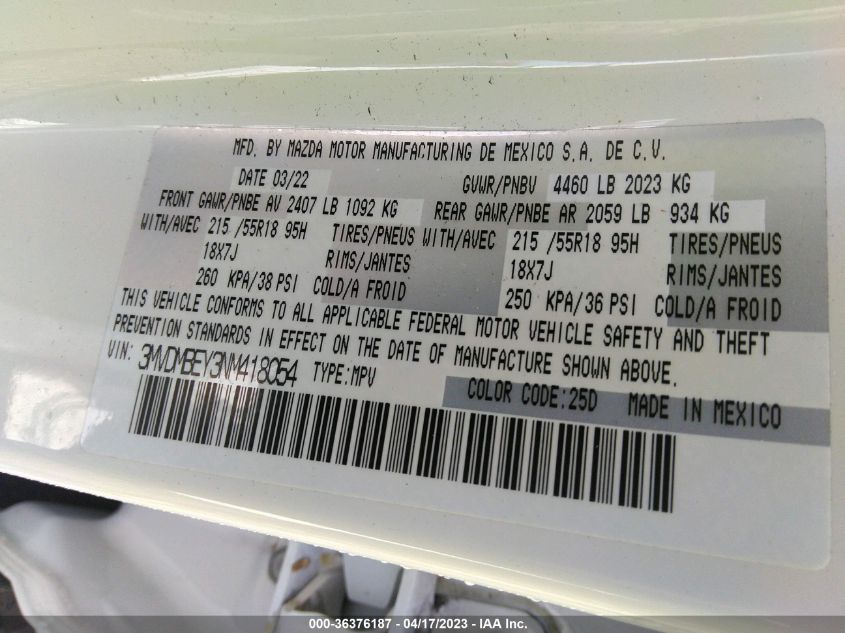 MFD. BY MAZDA MOTOR MANUFACTURING DE MEXICO S.A. DE C.V.
DATE 03/22 GVWR/PNBV 4460 LB 2023 KG
FRONT GAWR/PNBE AV 2407 LB 1092 KG REAR GAWR/PNBE AR 2059 LB 934 KG
WITH/AVEC 215 /55R18 95H TIRES/PNEUS WITH/AVEC 215 /55R18 95H TIRES/PNEUS
18X7J RIMS/JANTES 18X7J RIMS/JANTES
260 KPA/38 PSI COLD/A FROID 250 KPA/36 PSI COLD/A FROID
THIS VEHICLE CONFORMS TO ALL APPLICABLE FEDERAL MOTOR VEHICLE SAFETY AND THEFT
PREVENTION STANDARDS IN EFFECT ON THE DATE OF MANUFACTURE SHOWN ABOVE.
VIN: 3MVDMBEY3NM418054 TYPE:MPV
COLOR CODE:25D MADE IN MEXICO
000-36376187 - 04/17/2023 - IAA Inc.